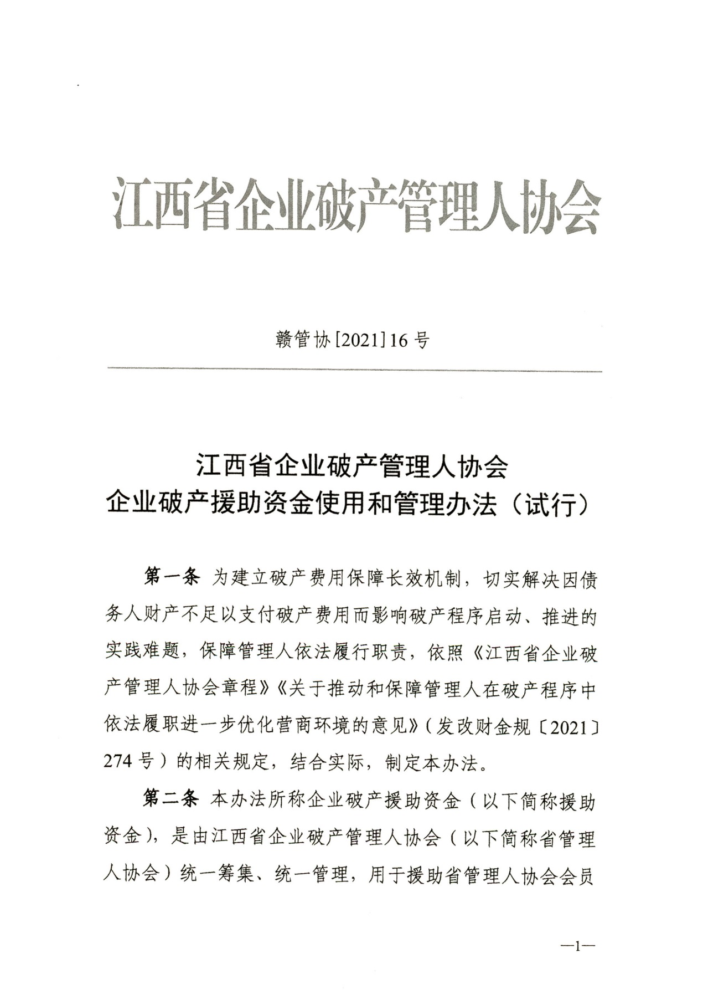 江西省企业破产管理人协会
赣管协[2021]16 号
江西省企业破产管理人协会
企业破产援助资金使用和管理办法（试行）
第一条 为建立破产费用保障长效机制，切实解决因债
务人财产不足以支付破产费用而影响破产程序启动、推进的
实践难题，保障管理人依法履行职责，依照《江西省企业破
产管理人协会章程》《关于推动和保障管理人在破产程序中
依法履职进一步优化营商环境的意见》（发改财金规〔2021〕
274 号）的相关规定，结合实际，制定本办法。
第二条 本办法所称企业破产援助资金（以下简称援助
资金），是由江西省企业破产管理人协会（以下简称省管理
人协会）统一筹集、统一管理，用于援助省管理人协会会员
—1—